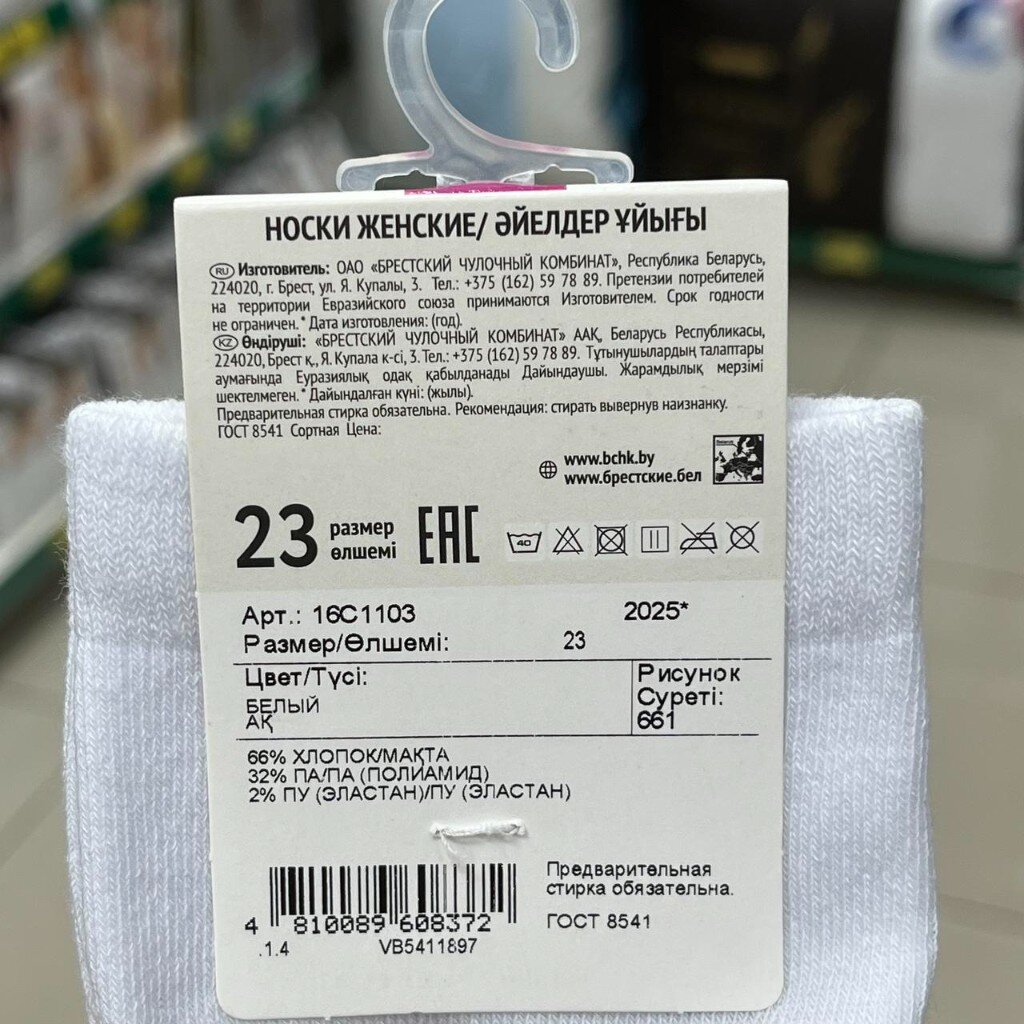 НОСКИ ЖЕНСКИЕ/ ӘЙЕЛДЕР ҰЙЫҒЫ
RU Изготовитель: ОАО «БРЕСТСКИЙ ЧУЛОЧНЫЙ КОМБИНАТ», Республика Беларусь,
224020, г. Брест, ул. Я. Купалы, 3. Тел.: +375 (162) 59 78 89. Претензии потребителей
на территории Евразийского союза принимаются Изготовителем. Срок годности
не ограничен. * Дата изготовления: (год).
KZ Өндіруші: «БРЕСТСКИЙ ЧУЛОЧНЫЙ КОМБИНАТ» ААҚ, Беларусь Республикасы,
224020, Брест қ., Я. Купала к-сі, 3. Тел.: +375 (162) 59 78 89. Тұтынушылардың талаптары
аумағында Еуразиялық одақ қабылданады Дайындаушы. Жарамдылық мерзімі
шектелмеген. * Дайындалған күні: (жылы).
Предварительная стирка обязательна. Рекомендация: стирать вывернув наизнанку.
ГОСТ 8541 Сортная Цена:
www.bchk.by
www.брестские.бел
23 размер
өлшемі
EAC
40
Арт.: 16С1103 2025*
Размер/Өлшемі: 23
Цвет/Түсі:
БЕЛЫЙ
АҚ
Рисунок
Суреті:
661
66% ХЛОПОК/МАҚТА
32% ПА/ПА (ПОЛИАМИД)
2% ПУ (ЭЛАСТАН)/ПУ (ЭЛАСТАН)
Предварительная
стирка обязательна.
ГОСТ 8541
4 810089 608372
.1.4 VB5411897